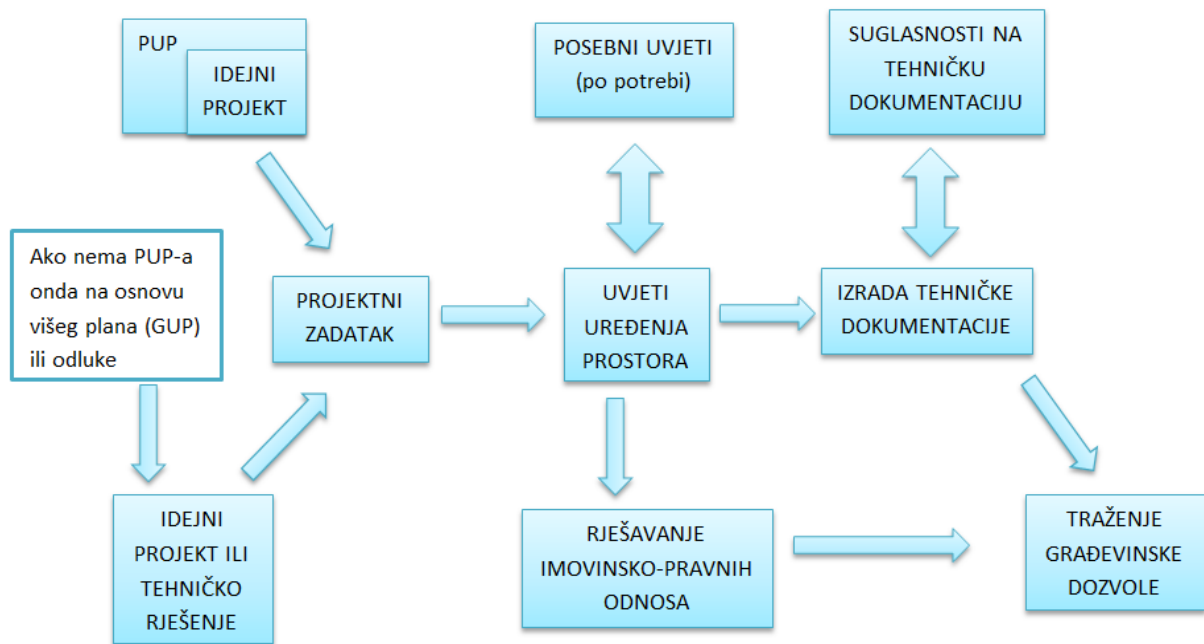 PUP
IDEJNI
PROJEKT
POSEBNI UVJETI
(po potrebi)
SUGLASNOSTI NA
TEHNIČKU
DOKUMENTACIJU
Ako nema PUP-a
onda na osnovu
višeg plana (GUP)
ili odluke
PROJEKTNI
ZADATAK
UVJETI
UREĐENJA
PROSTORA
IZRADA TEHNIČKE
DOKUMENTACIJE
IDEJNI
PROJEKT ILI
TEHNIČKO
RJEŠENJE
RJEŠAVANJE
IMOVINSKO-PRAVNIH
ODNOSA
TRAŽENJE
GRAĐEVINSKE
DOZVOLE